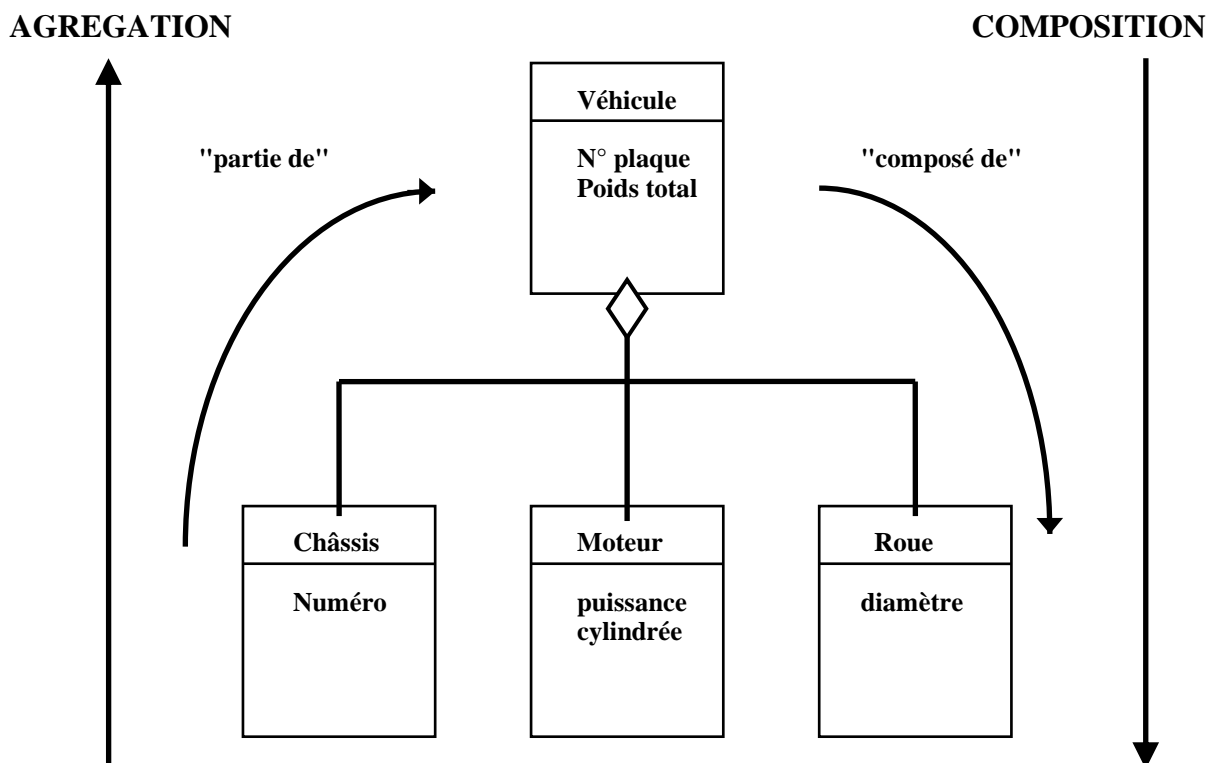 AGREGATION
COMPOSITION
Véhicule
"partie de"
N° plaque
"composé de"
Poids total
Châssis
Moteur
Roue
Numéro
puissance
diamètre
cylindrée